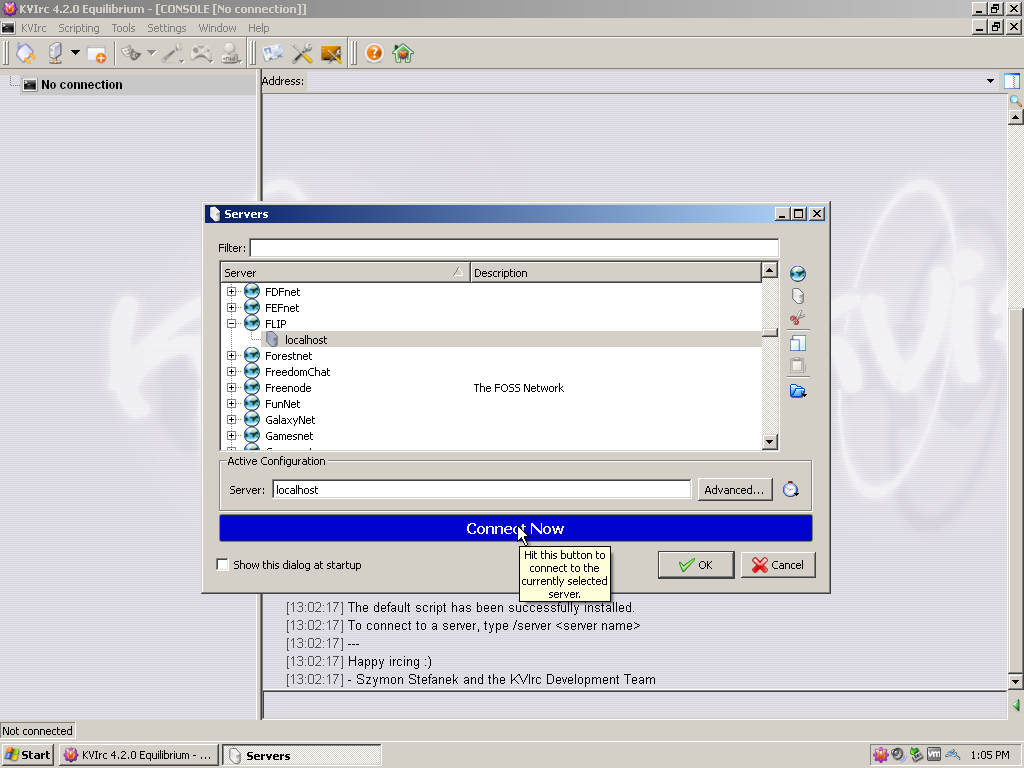 KVIrc 4.2.0 Equilibrium - [CONSOLE [No connection]]
KVIrc Scripting Tools Settings Window Help
No connection
Address:
Servers
Filter:
Server Description
FDFnet
FEFnet
FLIP
localhost
Forestnet
FreedomChat
Freenode The FOSS Network
FunNet
GalaxyNet
Gamesnet
Active Configuration
Server: localhost Advanced...
Connect Now
Show this dialog at startup
Hit this button to
connect to the
currently selected
server.
OK Cancel
[13:02:17] The default script has been successfully installed.
[13:02:17] To connect to a server, type /server <server name>
[13:02:17] ---
[13:02:17] Happy ircing :)
[13:02:17] - Szymon Stefanek and the KVIrc Development Team
Not connected
Start KVIrc 4.2.0 Equilibrium - ... Servers 1:05 PM